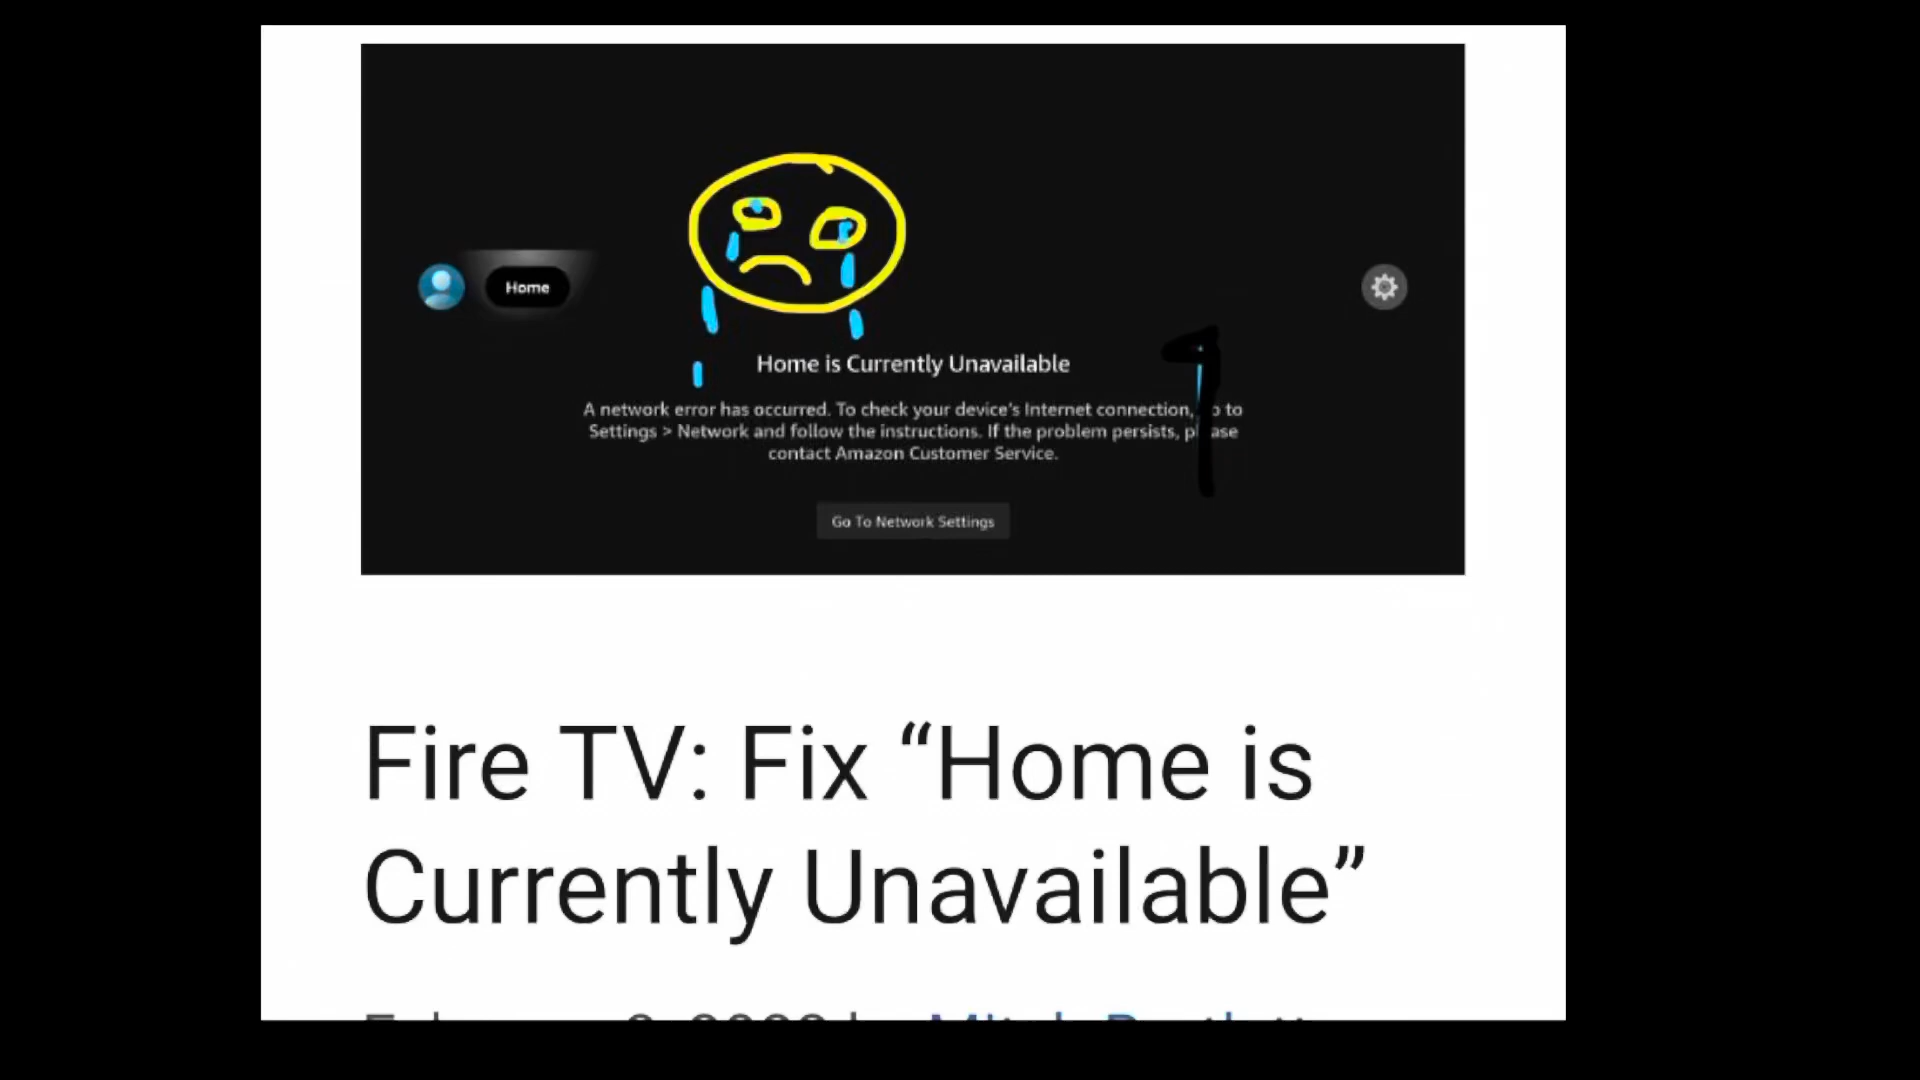 Home
Home is Currently Unavailable
A network error has occurred. To check your device's Internet connection, to
Settings > Network and follow the instructions. If the problem persists,
contact Amazon Customer Service.
Go To Network Settings
1
Fire TV: Fix “Home is
Currently Unavailable”